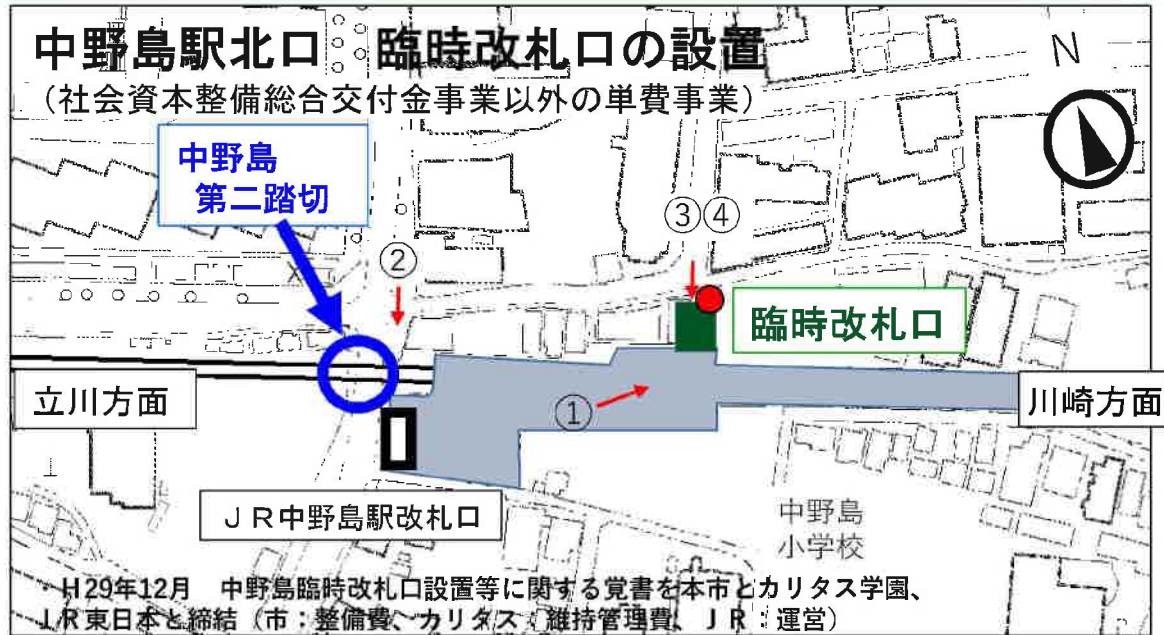 中野島駅北口　臨時改札口の設置
（社会資本整備総合交付金事業以外の単費事業）
N
中野島
第二踏切
③④
②
臨時改札口
立川方面
①
川崎方面
ＪＲ中野島駅改札口
中野島
小学校
・H29年12月　中野島臨時改札口設置等に関する覚書を本市とカリタス学園、
ＪＲ東日本と締結（市：整備費、カリタス：維持管理費、ＪＲ：運営）